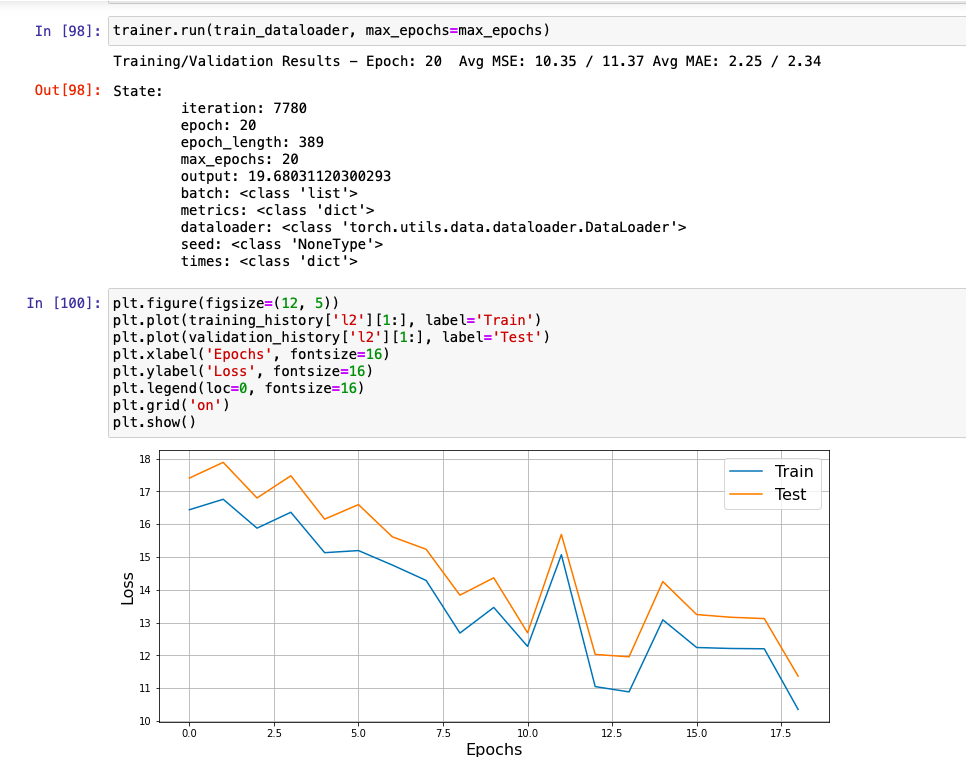 In [98]: trainer.run(train_dataloader, max_epochs=max_epochs)
Training/Validation Results - Epoch: 20  Avg MSE: 10.35 / 11.37 Avg MAE: 2.25 / 2.34
Out[98]: State:
iteration: 7780
epoch: 20
epoch_length: 389
max_epochs: 20
output: 19.68031120300293
batch: <class 'list'>
metrics: <class 'dict'>
dataloader: <class 'torch.utils.data.dataloader.DataLoader'>
seed: <class 'NoneType'>
times: <class 'dict'>
In [100]: plt.figure(figsize=(12, 5))
plt.plot(training_history['l2'][1:], label='Train')
plt.plot(validation_history['l2'][1:], label='Test')
plt.xlabel('Epochs', fontsize=16)
plt.ylabel('Loss', fontsize=16)
plt.legend(loc=0, fontsize=16)
plt.grid('on')
plt.show()
18
17
16
15
14
13
12
11
10
Loss
Train
Test
0.0 2.5 5.0 7.5 10.0 12.5 15.0 17.5
Epochs